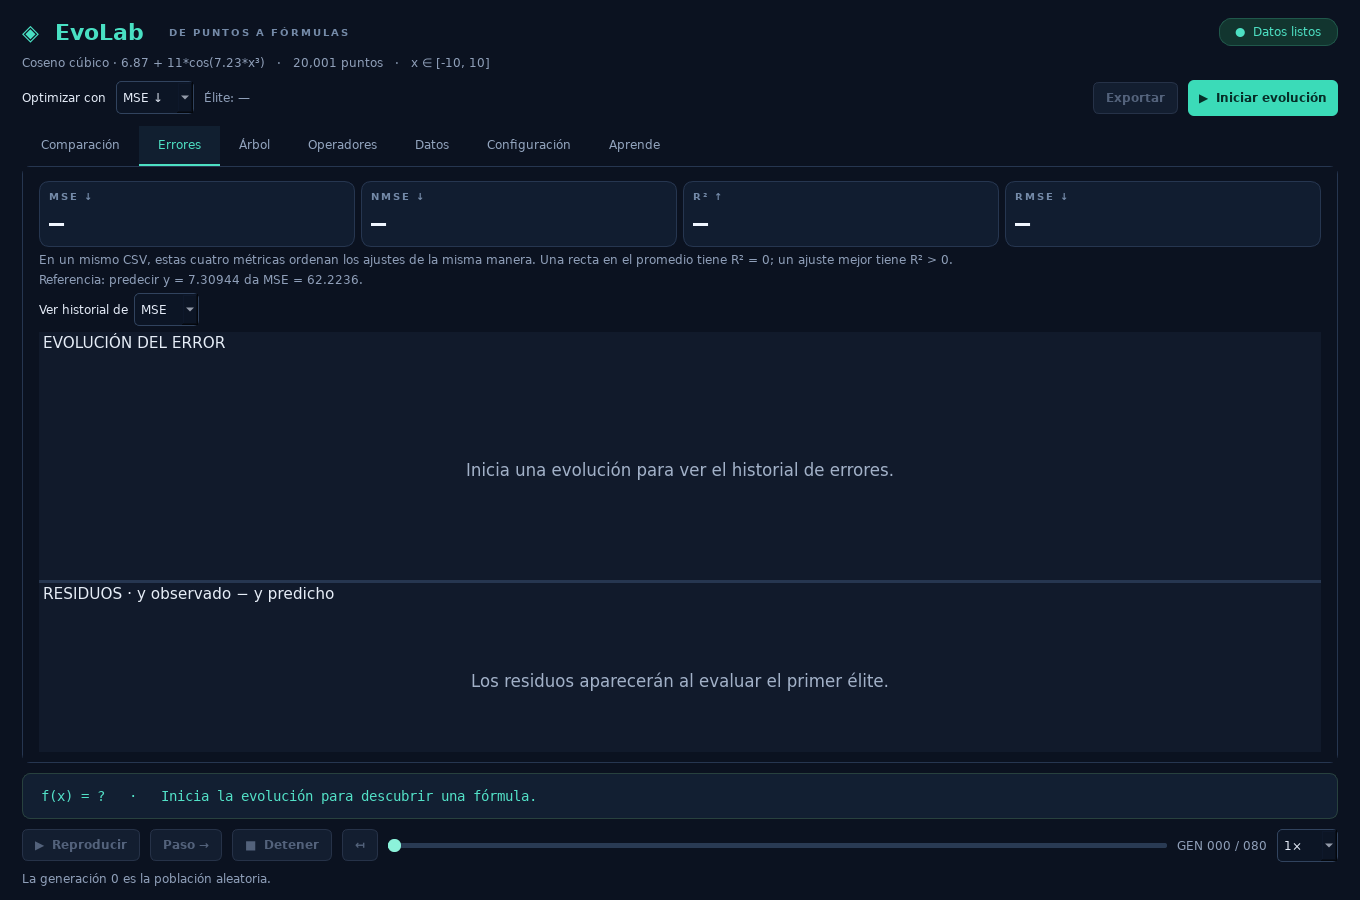 ◈ EvoLab DE PUNTOS A FÓRMULAS
● Datos listos
Coseno cúbico · 6.87 + 11*cos(7.23*x³) · 20,001 puntos · x ∈ [-10, 10]
Optimizar con MSE ↓ Élite: —
Exportar ▶ Iniciar evolución
Comparación Errores Árbol Operadores Datos Configuración Aprende
MSE ↓ NMSE ↓ R² ↑ RMSE ↓
— — — —
En un mismo CSV, estas cuatro métricas ordenan los ajustes de la misma manera. Una recta en el promedio tiene R² = 0; un ajuste mejor tiene R² > 0.
Referencia: predecir y = 7.30944 da MSE = 62.2236.
Ver historial de MSE
EVOLUCIÓN DEL ERROR
Inicia una evolución para ver el historial de errores.
RESIDUOS · y observado − y predicho
Los residuos aparecerán al evaluar el primer élite.
f(x) = ? · Inicia la evolución para descubrir una fórmula.
▶ Reproducir Paso → ■ Detener ↤ GEN 000 / 080 1×
La generación 0 es la población aleatoria.